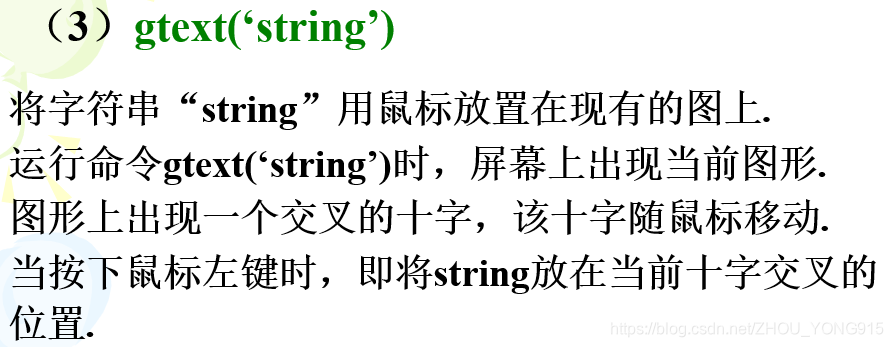 （3）gtext(‘string’)
将字符串“string”用鼠标放置在现有的图上.
运行命令gtext(‘string’)时，屏幕上出现当前图形.
图形上出现一个交叉的十字，该十字随鼠标移动.
当按下鼠标左键时，即将string放在当前十字交叉的
位置.
https://blog.csdn.net/ZHOU_YONG915